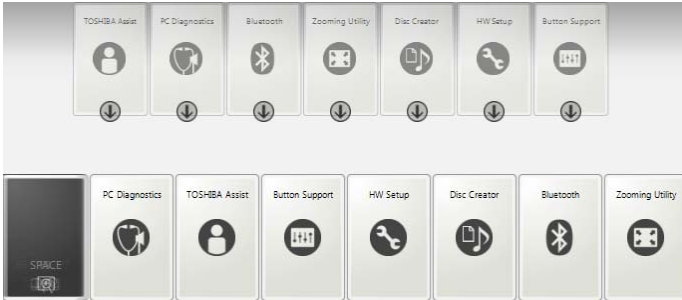 TOSHIBA Assist PC Diagnostics Bluetooth Zooming Utility Disc Creator HW Setup Button Support
PC Diagnostics TOSHIBA Assist Button Support HW Setup Disc Creator Bluetooth Zooming Utility
SPACE